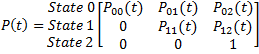 State 0 [P₀₀(t) P₀₁(t) P₀₂(t)]
P(t) = State 1 [0 P₁₁(t) P₁₂(t)]
State 2 [0 0 1]